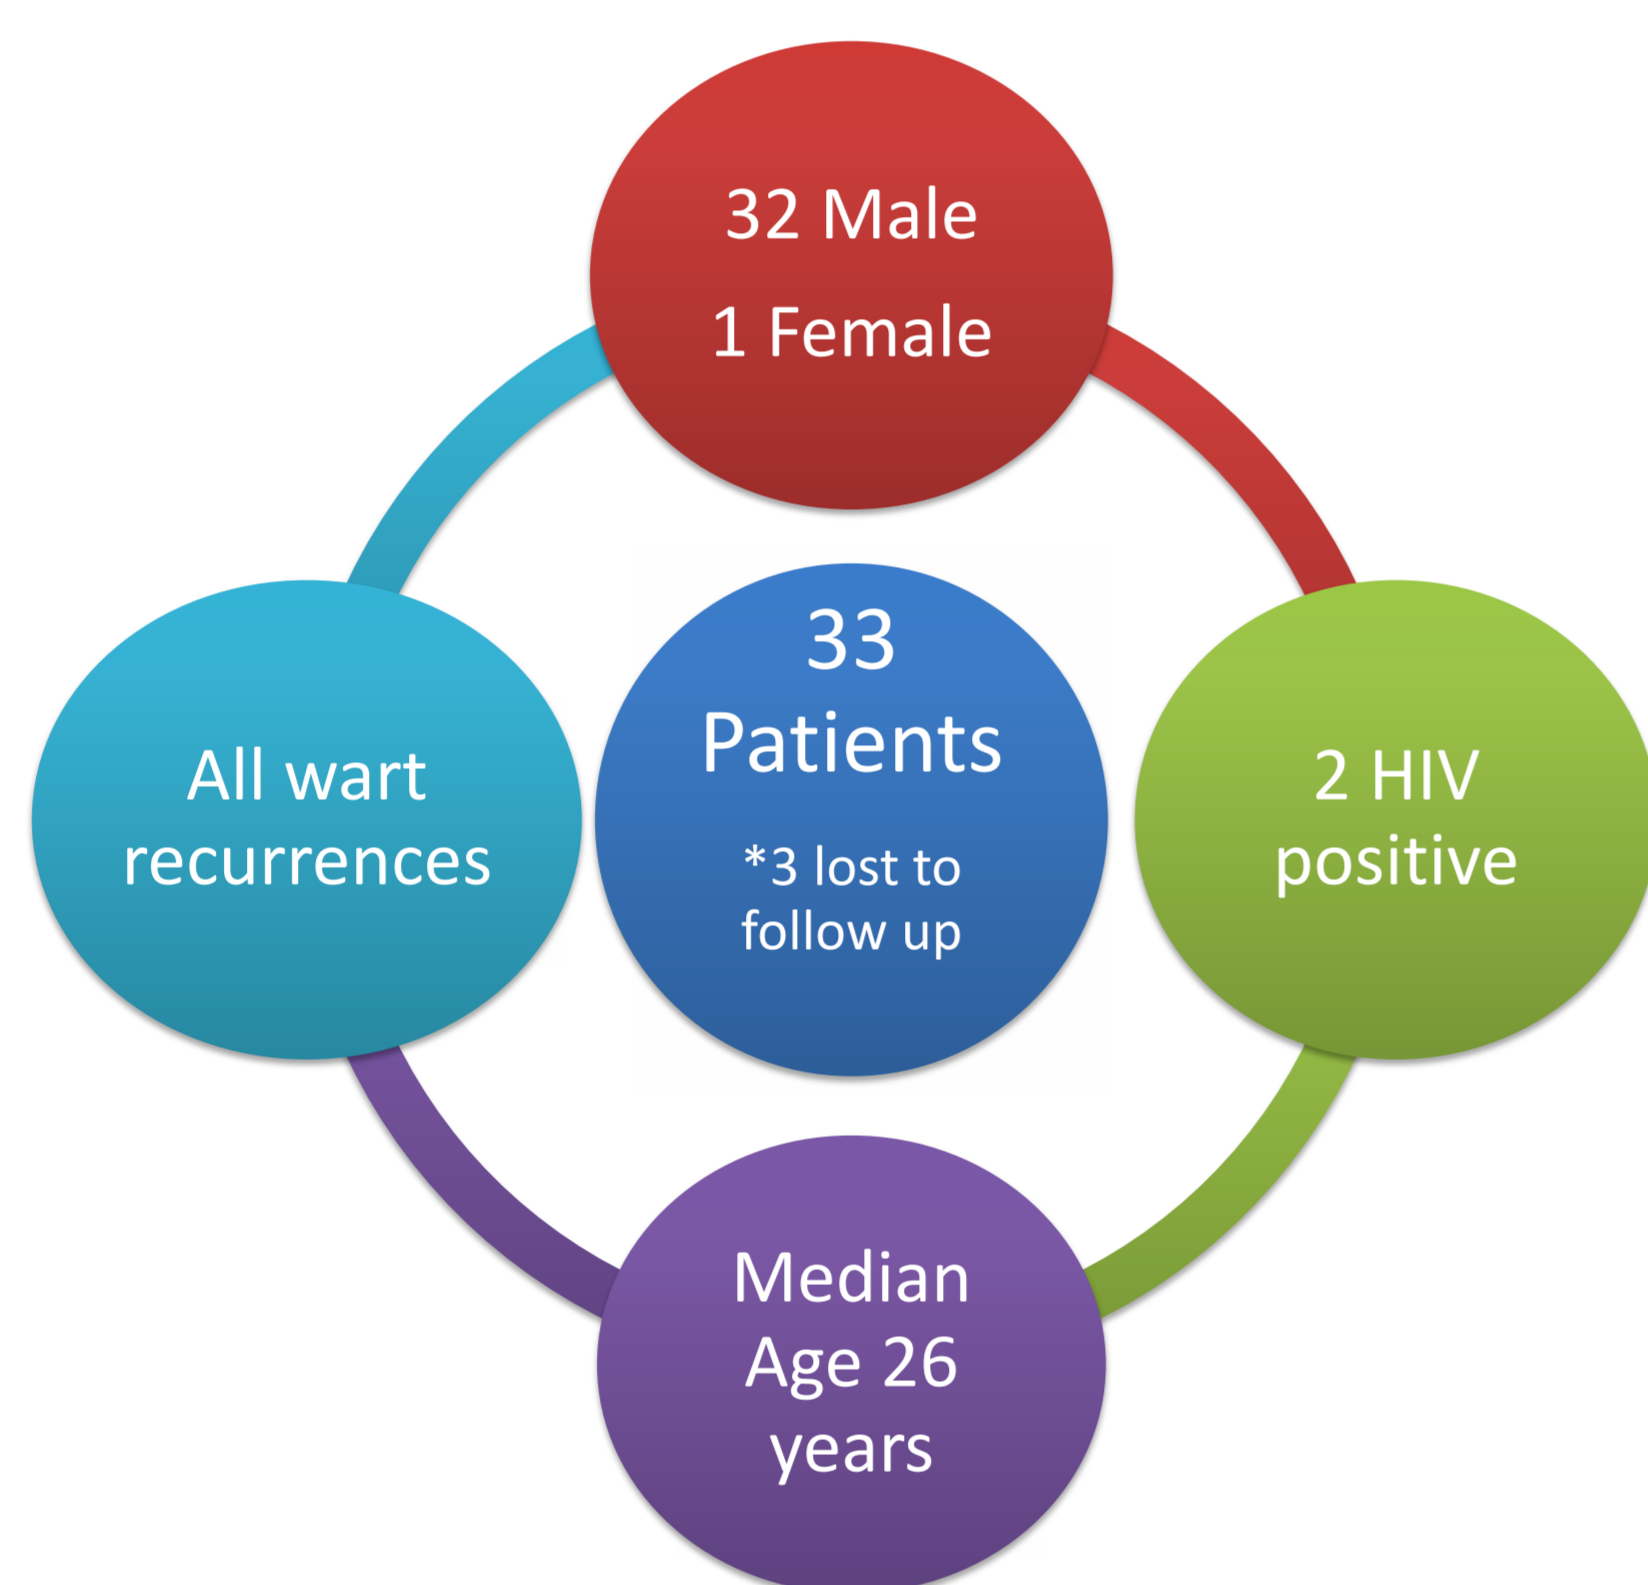 32 Male
1 Female
33
Patients
*3 lost to
follow up
All wart
recurrences
2 HIV
positive
Median
Age 26
years